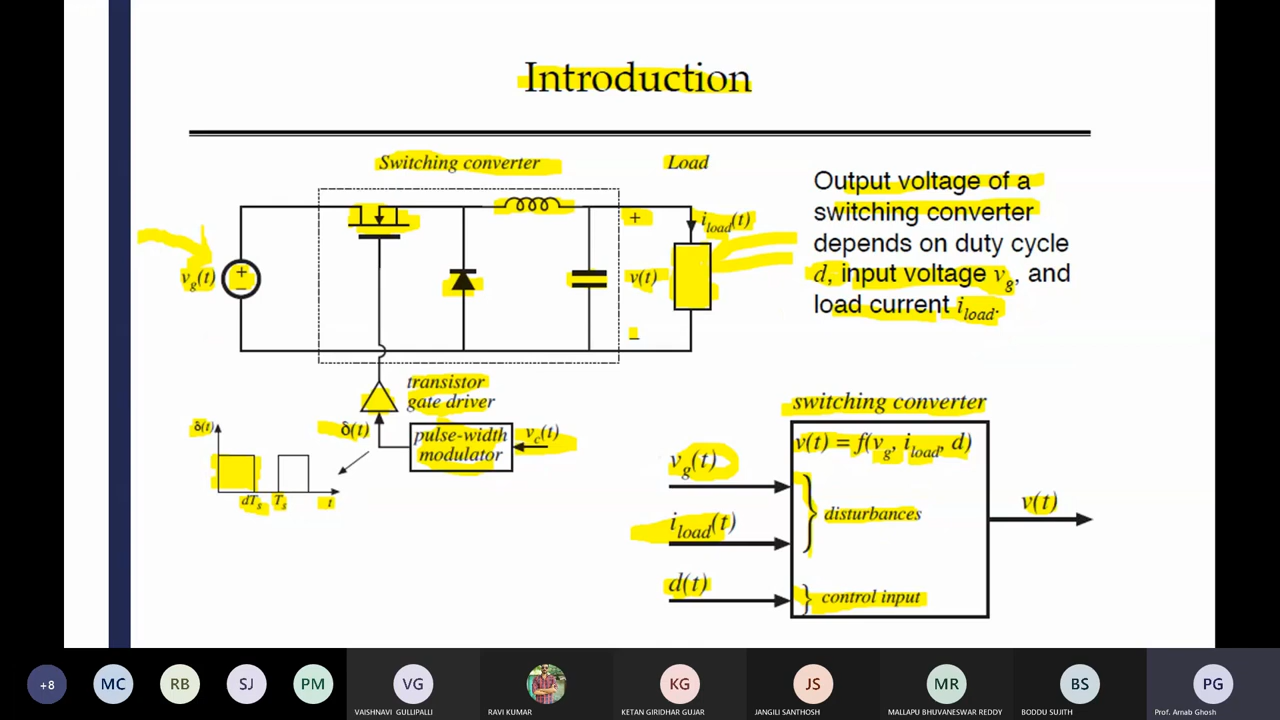 Introduction
Switching converter
Load
+
i_load(t)
v_g(t)
+
–
v(t)
–
Output voltage of a
switching converter
depends on duty cycle
d, input voltage v_g, and
load current i_load.
transistor
gate driver
δ(t)
pulse-width
modulator
v_c(t)
δ(t)
dT_s T_s t
switching converter
v(t) = f(v_g, i_load, d)
v_g(t)
i_load(t)
} disturbances
d(t)
} control input
v(t)
+8
MC
RB
SJ
PM
VG
VAISHNAVI GULLIPALLI
RAVI KUMAR
KG
KETAN GIRIDHAR GUJAR
JS
JANGILI SANTHOSH
MR
MALLAPU BHUVANESWAR REDDY
BS
BODDU SUJITH
PG
Prof. Arnab Ghosh